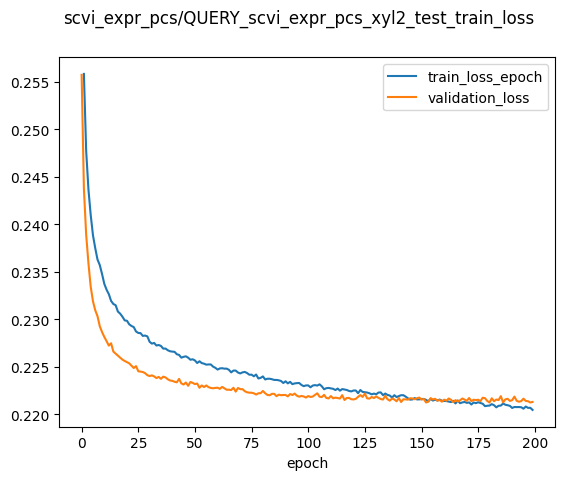 scvi_expr_pcs/QUERY_scvi_expr_pcs_xyl2_test_train_loss
train_loss_epoch
validation_loss
0.255
0.250
0.245
0.240
0.235
0.230
0.225
0.220
0 25 50 75 100 125 150 175 200
epoch